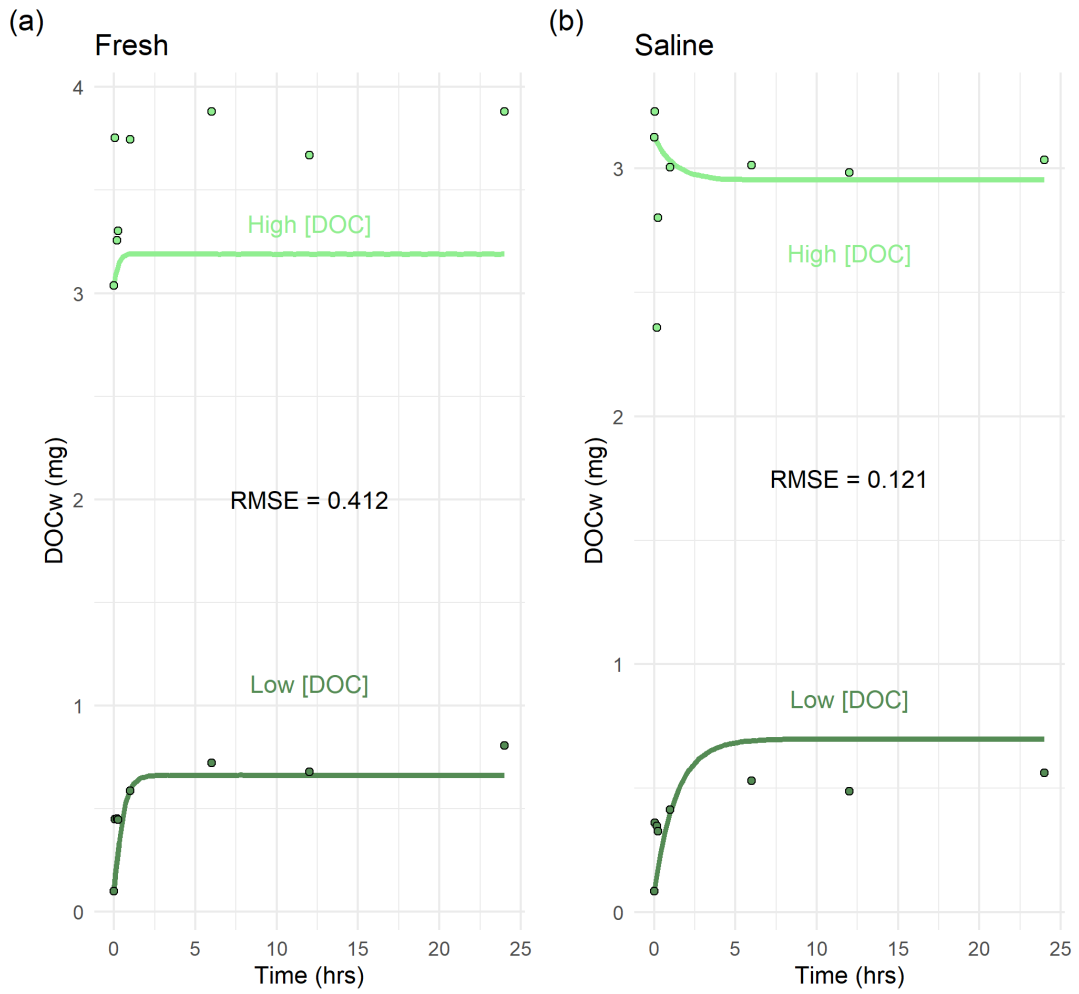 (a)
Fresh
4
3
2
1
0
DOCw (mg)
High [DOC]
RMSE = 0.412
Low [DOC]
0
5
10
15
20
25
Time (hrs)
(b)
Saline
3
2
1
0
DOCw (mg)
High [DOC]
RMSE = 0.121
Low [DOC]
0
5
10
15
20
25
Time (hrs)